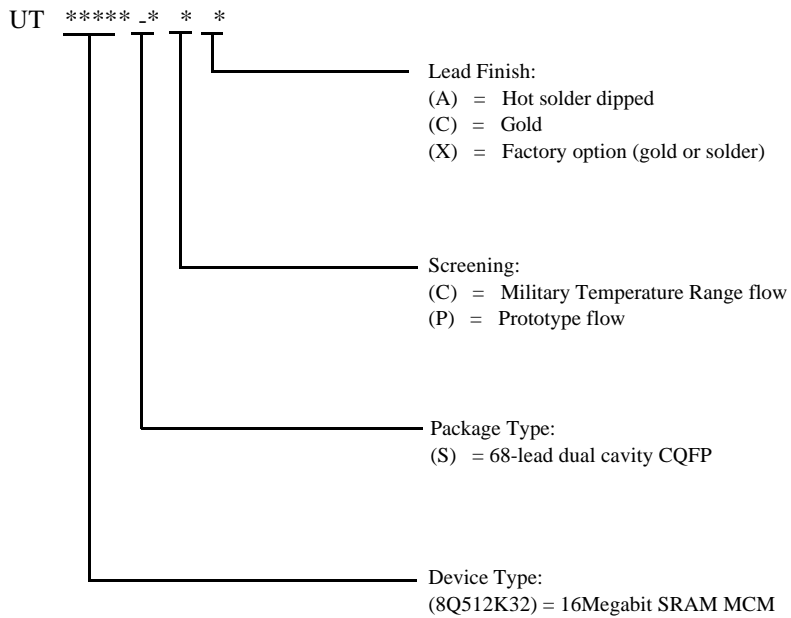 UT ***** -* * *
Lead Finish:
(A) = Hot solder dipped
(C) = Gold
(X) = Factory option (gold or solder)
Screening:
(C) = Military Temperature Range flow
(P) = Prototype flow
Package Type:
(S) = 68-lead dual cavity CQFP
Device Type:
(8Q512K32) = 16Megabit SRAM MCM